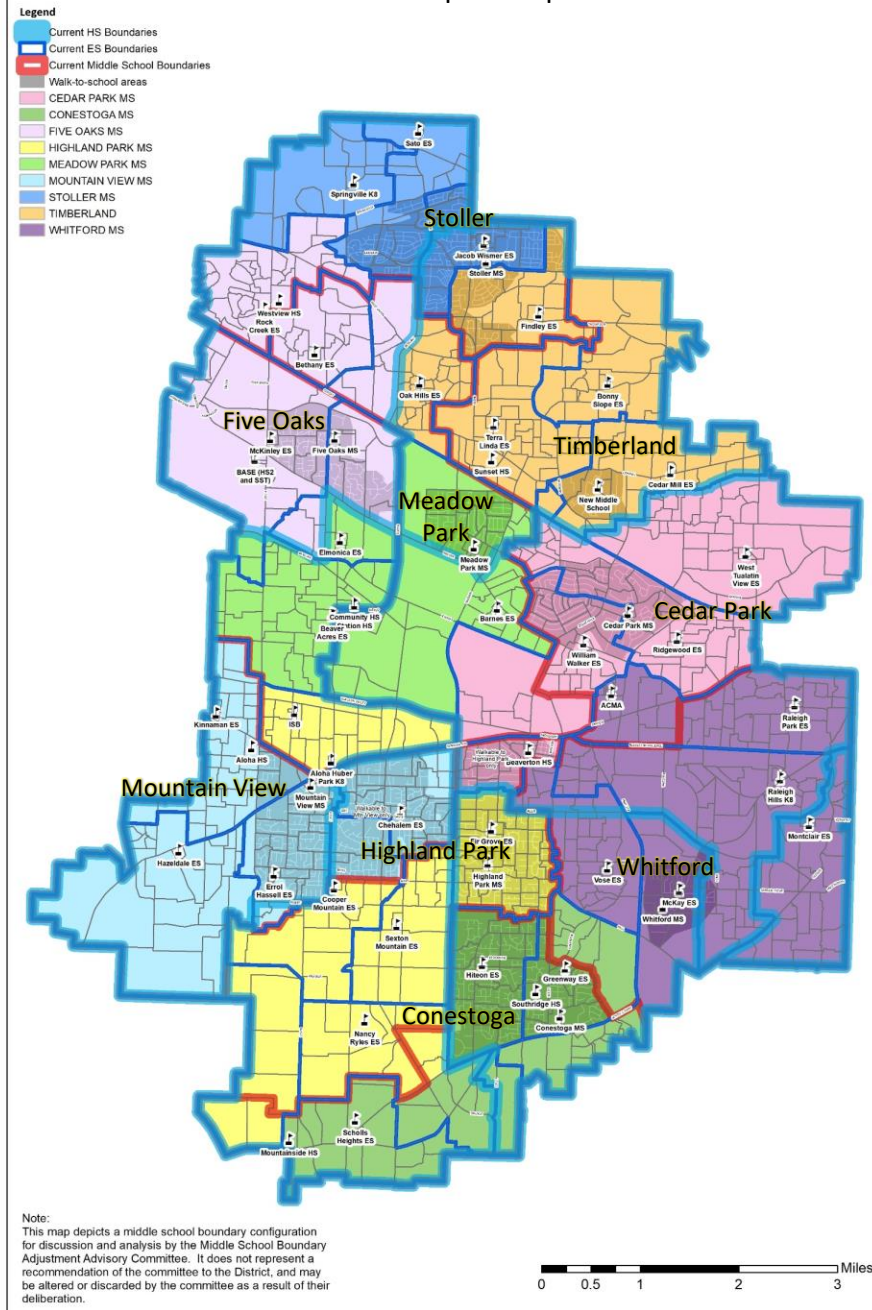 Legend
Current HS Boundaries
Current ES Boundaries
Current Middle School Boundaries
Walk-to-school areas
CEDAR PARK MS
CONESTOGA MS
FIVE OAKS MS
HIGHLAND PARK MS
MEADOW PARK MS
MOUNTAIN VIEW MS
STOLLER MS
TIMBERLAND
WHITFORD MS
Sato ES
Springville K8
Stoller
Jacob Wismer ES
Stoller MS
Westview HS
Rock
Creek ES
Findley ES
Bethany ES
Oak Hills ES
Bonny
Slope ES
Five Oaks
McKinley ES
Five Oaks MS
BASE (HS2
and SST)
Terra
Linda ES
Sunset HS
Timberland
Cedar Mill ES
New Middle
School
Meadow
Park
Elmonica ES
Meadow
Park MS
West
Tualatin
View ES
Community HS
Beaver
Acres ES
Barnes ES
Cedar Park
Cedar Park MS
William
Walker ES
Ridgewood ES
Kinnaman ES
ISB
ACMA
Raleigh
Park ES
Aloha HS
Aloha Huber
Park K8
Walkable to
Highland Park
Beaverton HS
Mountain View
Mountain
View MS
Walkable to
Chehalem ES
Raleigh
Hills K8
Montclair ES
Hazeldale ES
Highland Park
Fir Grove ES
Highland
Park MS
Whitford
Vose ES
McKay ES
Whitford MS
Errol
Hassell ES
Cooper
Mountain ES
Sexton
Mountain ES
Hiteon ES
Greenway ES
Southridge HS
Conestoga MS
Conestoga
Nancy
Ryles ES
Scholls
Heights ES
Mountainside HS
Note:
This map depicts a middle school boundary configuration
for discussion and analysis by the Middle School Boundary
Adjustment Advisory Committee. It does not represent a
recommendation of the committee to the District, and may
be altered or discarded by the committee as a result of their
deliberation.
Miles
0 0.5 1 2 3